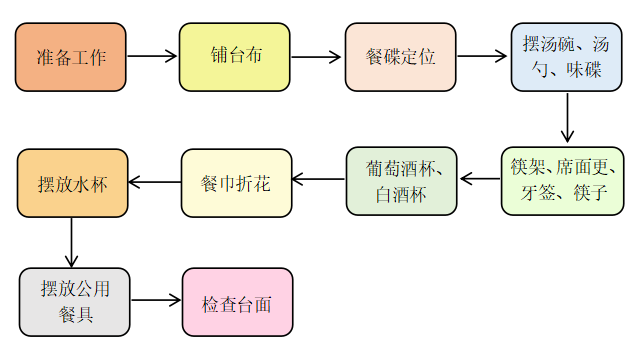 准备工作
铺台布
餐碟定位
摆汤碗、汤
勺、味碟
筷架、席面更、
牙签、筷子
葡萄酒杯、
白酒杯
餐巾折花
摆放水杯
摆放公用
餐具
检查台面